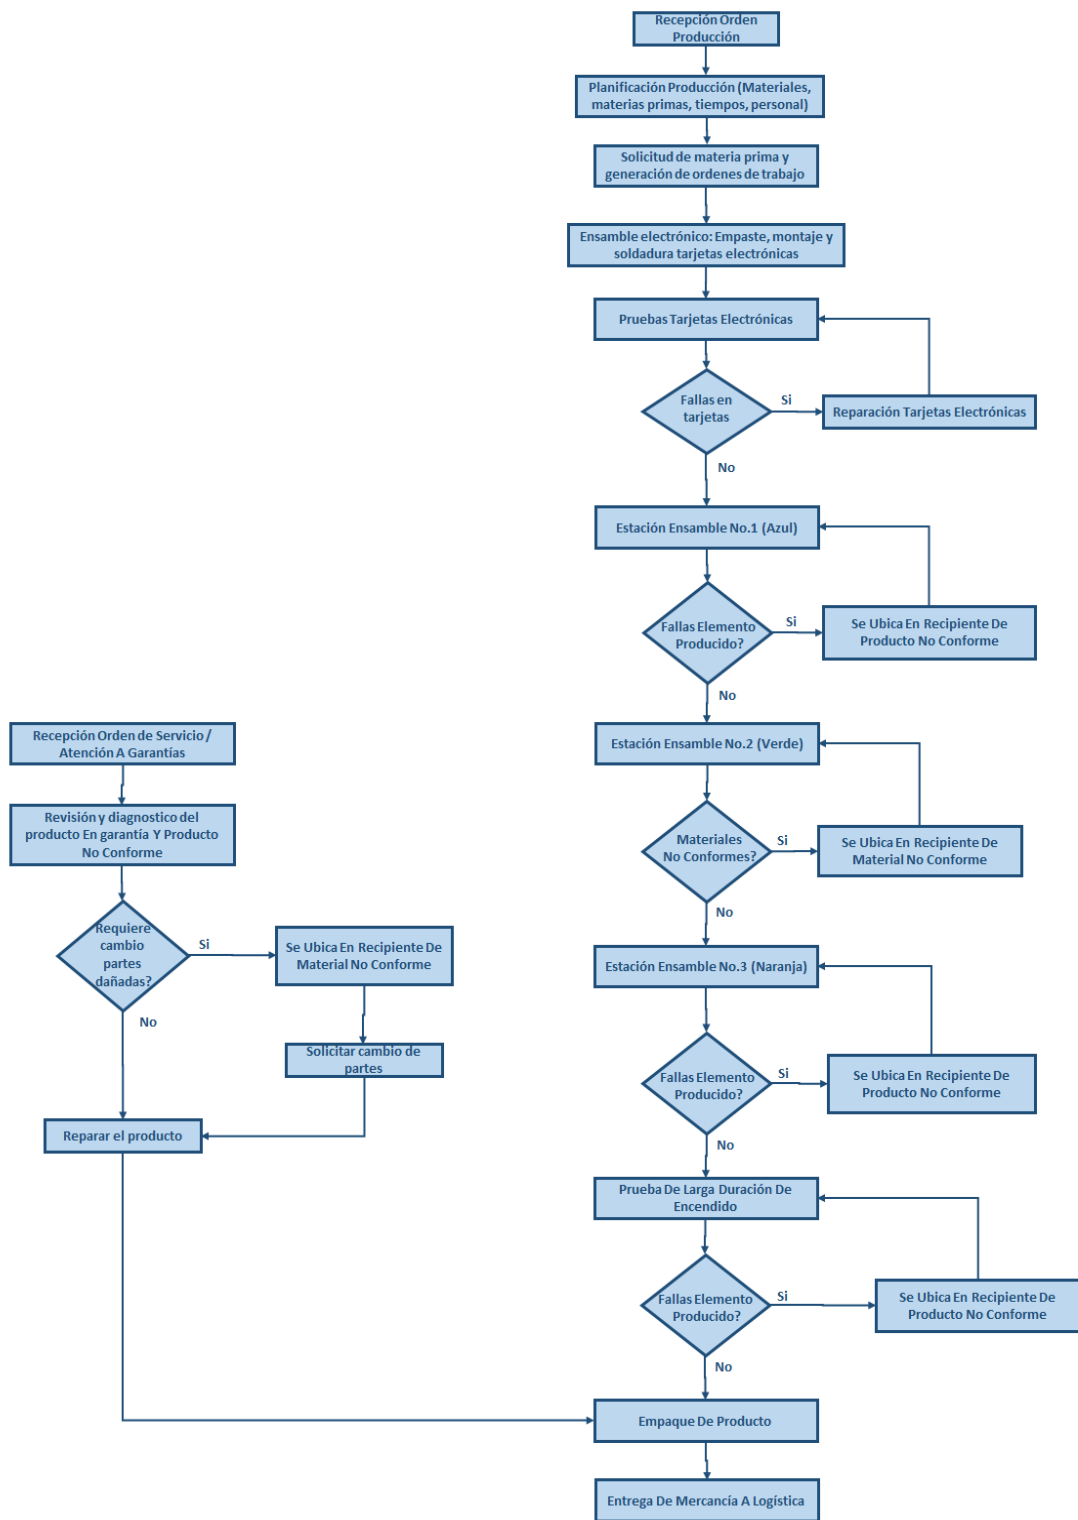 Recepción Orden
Producción
Planificación Producción (Materiales,
materias primas, tiempos, personal)
Solicitud de materia prima y
generación de ordenes de trabajo
Ensamble electrónico: Empaste, montaje y
soldadura tarjetas electrónicas
Pruebas Tarjetas Electrónicas
Fallas en
tarjetas
Si
Reparación Tarjetas Electrónicas
No
Estación Ensamble No.1 (Azul)
Fallas Elemento
Producido?
Si
Se Ubica En Recipiente De
Producto No Conforme
No
Estación Ensamble No.2 (Verde)
Materiales
No Conformes?
Si
Se Ubica En Recipiente De
Material No Conforme
No
Estación Ensamble No.3 (Naranja)
Fallas Elemento
Producido?
Si
Se Ubica En Recipiente De
Producto No Conforme
No
Prueba De Larga Duración De
Encendido
Fallas Elemento
Producido?
Si
Se Ubica En Recipiente De
Producto No Conforme
No
Recepción Orden de Servicio /
Atención A Garantías
Revisión y diagnostico del
producto En garantía Y Producto
No Conforme
Requiere
cambio
partes
dañadas?
Si
Se Ubica En Recipiente De
Material No Conforme
No
Solicitar cambio de
partes
Reparar el producto
Empaque De Producto
Entrega De Mercancía A Logística